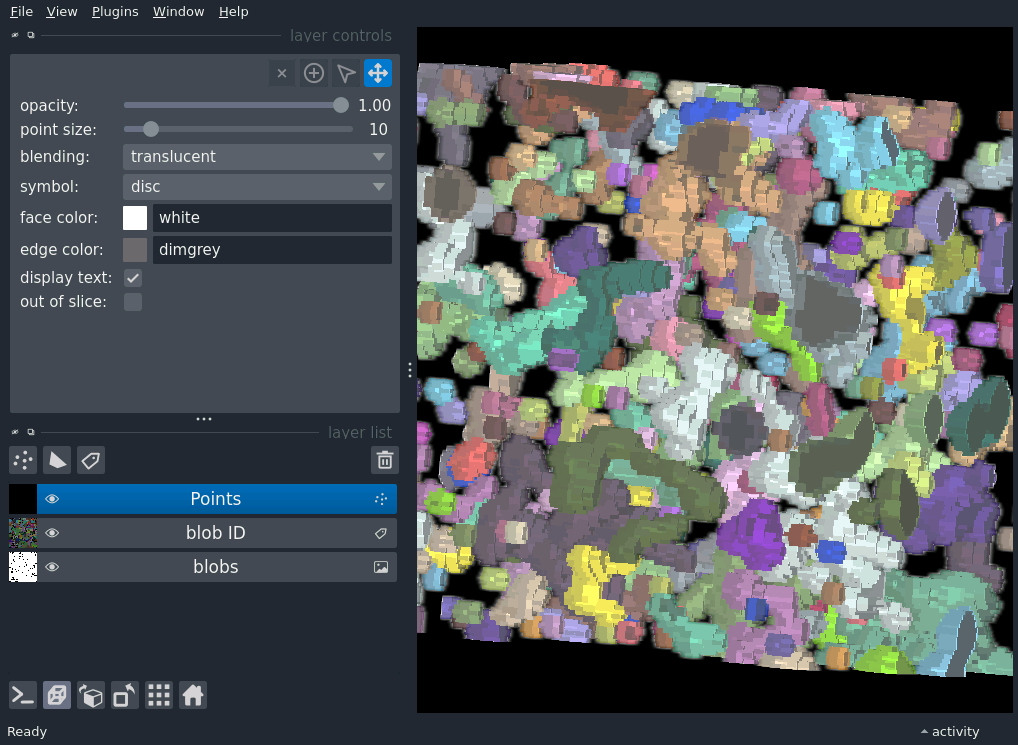 File View Plugins Window Help
layer controls
opacity: 1.00
point size: 10
blending: translucent
symbol: disc
face color: white
edge color: dimgrey
display text:
out of slice:
layer list
Points
blob ID
blobs
Ready activity